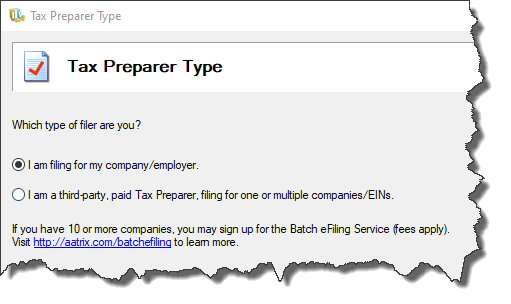 Tax Preparer Type
Tax Preparer Type
Which type of filer are you?
I am filing for my company/employer.
I am a third-party, paid Tax Preparer, filing for one or multiple companies/EINs.
If you have 10 or more companies, you may sign up for the Batch eFiling Service (fees apply).
Visit http://aatrix.com/batchefiling to learn more.